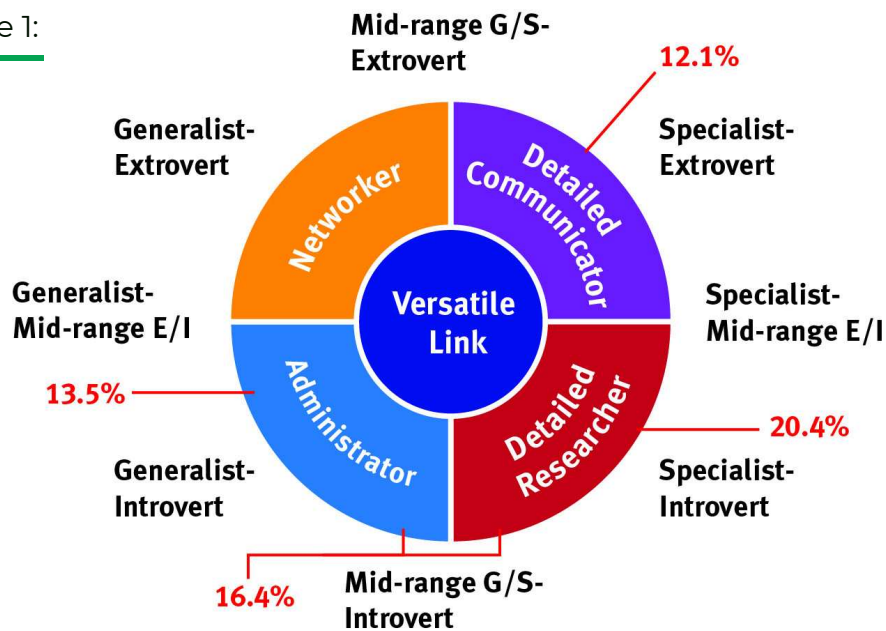 e 1:
Mid-range G/S-
Extrovert
12.1%
Generalist-
Extrovert
Specialist-
Extrovert
Networker
Detailed
Communicator
Generalist-
Mid-range E/I
Versatile
Link
Specialist-
Mid-range E/I
13.5%
Administrator
Detailed
Researcher
20.4%
Generalist-
Introvert
Specialist-
Introvert
16.4%
Mid-range G/S-
Introvert